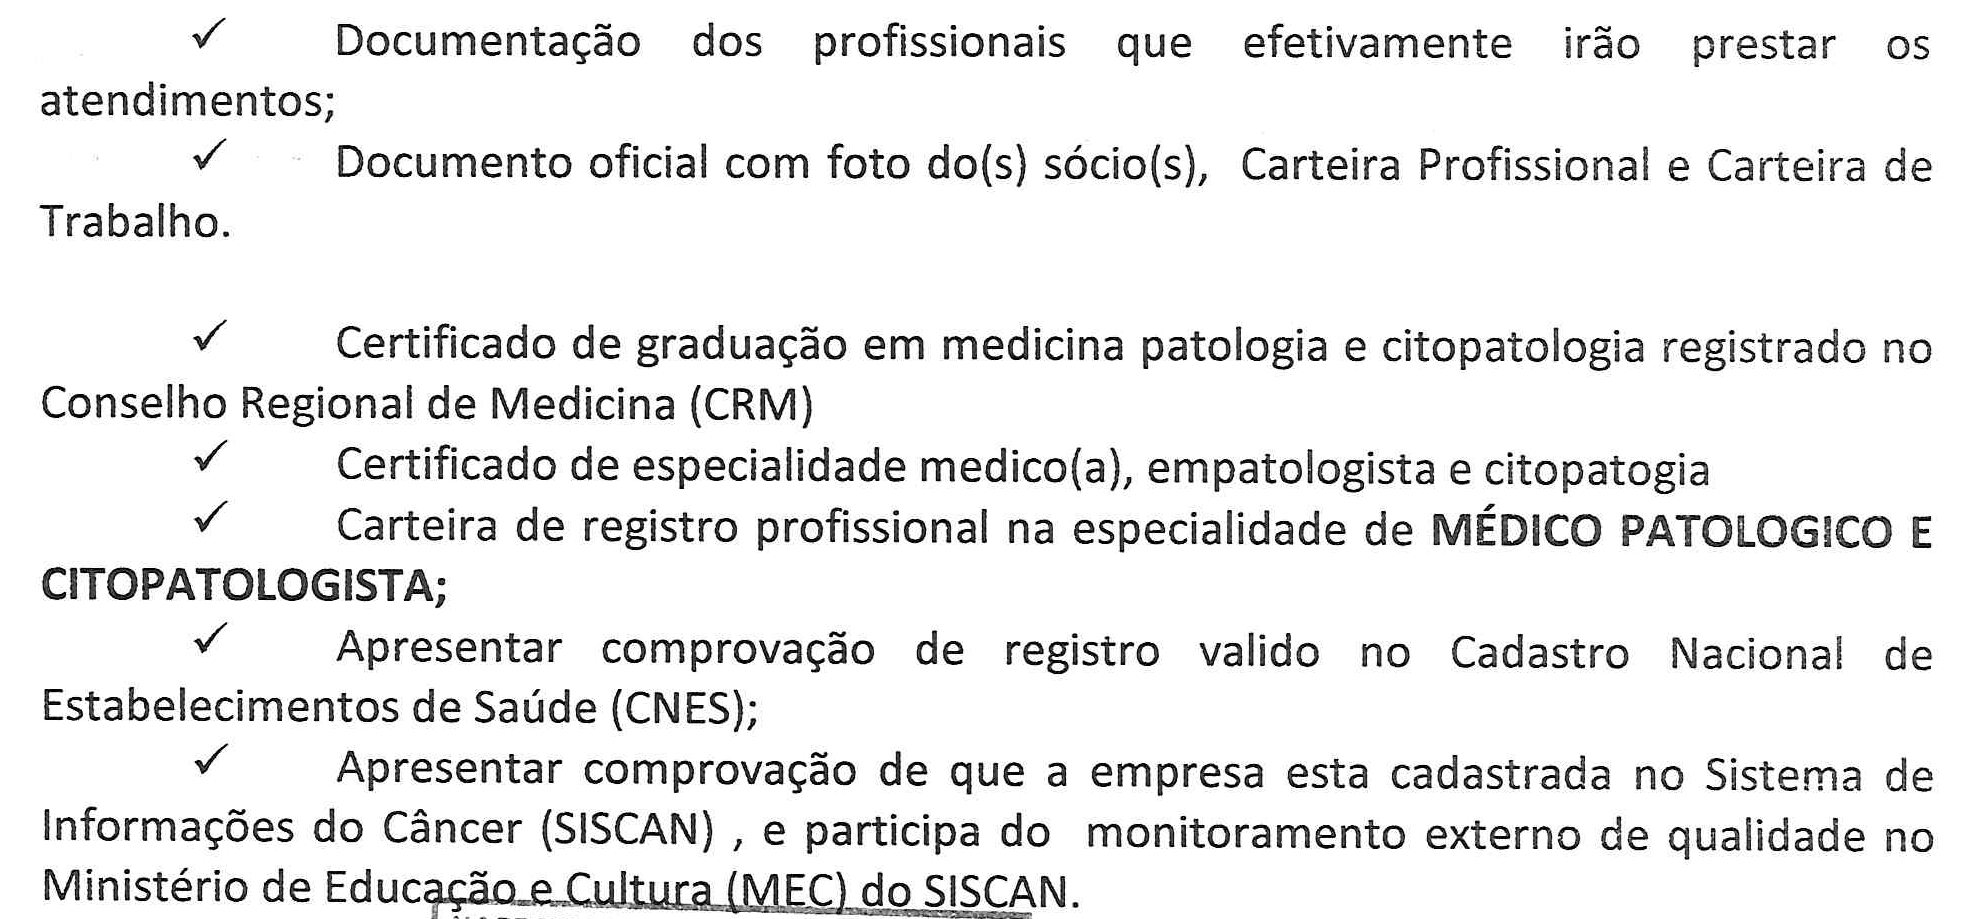 ✓ Documentação dos profissionais que efetivamente irão prestar os
atendimentos;
✓ Documento oficial com foto do(s) sócio(s), Carteira Profissional e Carteira de
Trabalho.
✓ Certificado de graduação em medicina patologia e citopatologia registrado no
Conselho Regional de Medicina (CRM)
✓ Certificado de especialidade medico(a), empatologista e citopatogia
✓ Carteira de registro profissional na especialidade de MÉDICO PATOLOGICO E
CITOPATOLOGISTA;
✓ Apresentar comprovação de registro valido no Cadastro Nacional de
Estabelecimentos de Saúde (CNES);
✓ Apresentar comprovação de que a empresa esta cadastrada no Sistema de
Informações do Câncer (SISCAN) , e participa do monitoramento externo de qualidade no
Ministério de Educação e Cultura (MEC) do SISCAN.